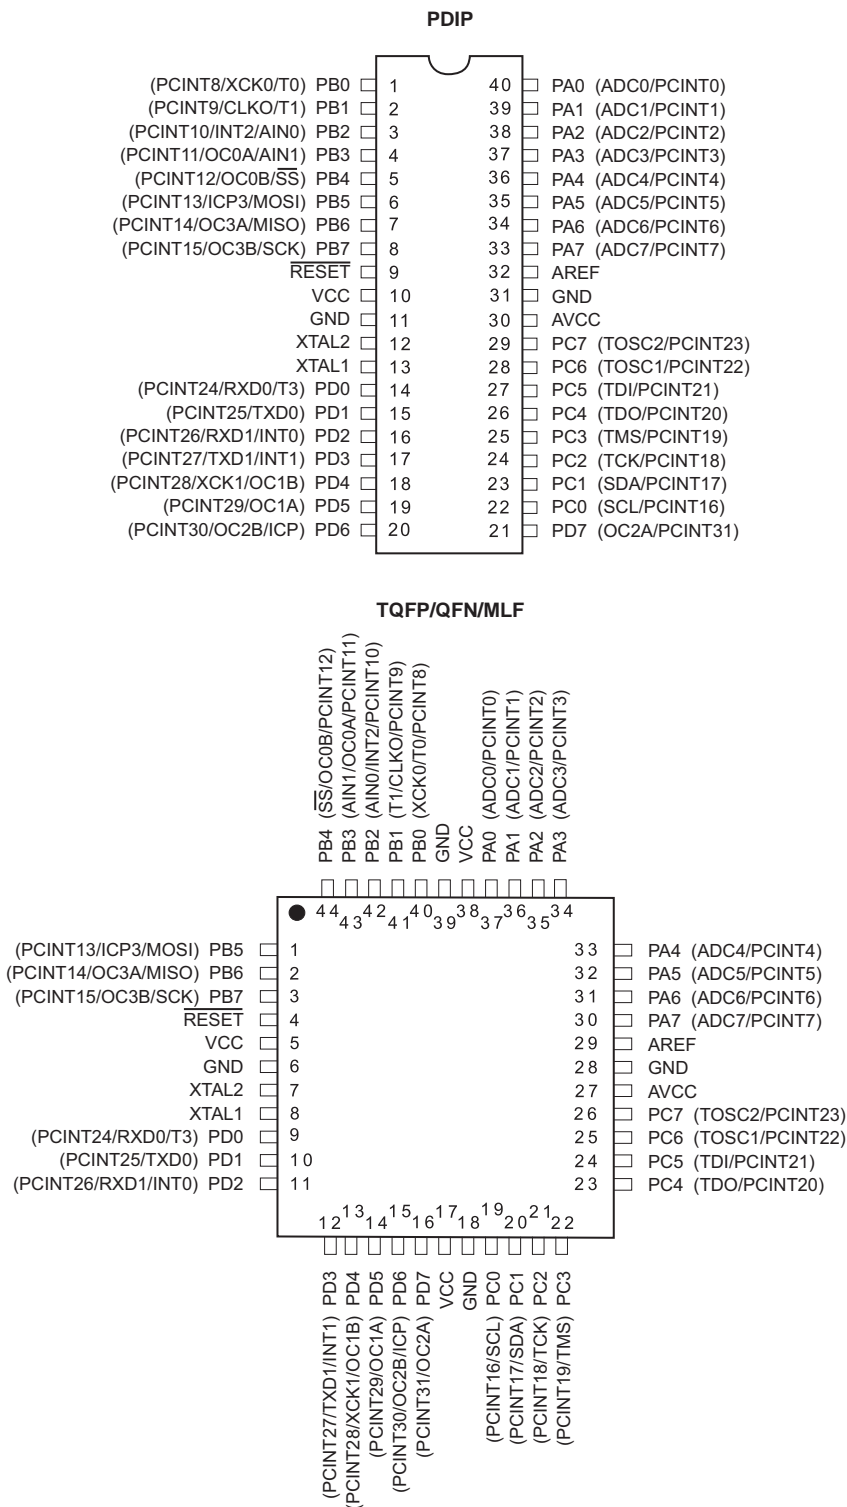 PDIP
(PCINT8/XCK0/T0) PB0 1 40 PA0 (ADC0/PCINT0)
(PCINT9/CLKO/T1) PB1 2 39 PA1 (ADC1/PCINT1)
(PCINT10/INT2/AIN0) PB2 3 38 PA2 (ADC2/PCINT2)
(PCINT11/OC0A/AIN1) PB3 4 37 PA3 (ADC3/PCINT3)
(PCINT12/OC0B/SS) PB4 5 36 PA4 (ADC4/PCINT4)
(PCINT13/ICP3/MOSI) PB5 6 35 PA5 (ADC5/PCINT5)
(PCINT14/OC3A/MISO) PB6 7 34 PA6 (ADC6/PCINT6)
(PCINT15/OC3B/SCK) PB7 8 33 PA7 (ADC7/PCINT7)
RESET 9 32 AREF
VCC 10 31 GND
GND 11 30 AVCC
XTAL2 12 29 PC7 (TOSC2/PCINT23)
XTAL1 13 28 PC6 (TOSC1/PCINT22)
(PCINT24/RXD0/T3) PD0 14 27 PC5 (TDI/PCINT21)
(PCINT25/TXD0) PD1 15 26 PC4 (TDO/PCINT20)
(PCINT26/RXD1/INT0) PD2 16 25 PC3 (TMS/PCINT19)
(PCINT27/TXD1/INT1) PD3 17 24 PC2 (TCK/PCINT18)
(PCINT28/XCK1/OC1B) PD4 18 23 PC1 (SDA/PCINT17)
(PCINT29/OC1A) PD5 19 22 PC0 (SCL/PCINT16)
(PCINT30/OC2B/ICP) PD6 20 21 PD7 (OC2A/PCINT31)
TQFP/QFN/MLF
PB4 (SS/OC0B/PCINT12)
PB3 (AIN1/OC0A/PCINT11)
PB2 (AIN0/INT2/PCINT10)
PB1 (T1/CLKO/PCINT9)
PB0 (XCK0/T0/PCINT8)
GND
VCC
PA0 (ADC0/PCINT0)
PA1 (ADC1/PCINT1)
PA2 (ADC2/PCINT2)
PA3 (ADC3/PCINT3)
44 43 42 41 40 39 38 37 36 35 34
(PCINT13/ICP3/MOSI) PB5 1 33 PA4 (ADC4/PCINT4)
(PCINT14/OC3A/MISO) PB6 2 32 PA5 (ADC5/PCINT5)
(PCINT15/OC3B/SCK) PB7 3 31 PA6 (ADC6/PCINT6)
RESET 4 30 PA7 (ADC7/PCINT7)
VCC 5 29 AREF
GND 6 28 GND
XTAL2 7 27 AVCC
XTAL1 8 26 PC7 (TOSC2/PCINT23)
(PCINT24/RXD0/T3) PD0 9 25 PC6 (TOSC1/PCINT22)
(PCINT25/TXD0) PD1 10 24 PC5 (TDI/PCINT21)
(PCINT26/RXD1/INT0) PD2 11 23 PC4 (TDO/PCINT20)
12 13 14 15 16 17 18 19 20 21 22
(PCINT27/TXD1/INT1) PD3
(PCINT28/XCK1/OC1B) PD4
(PCINT29/OC1A) PD5
(PCINT30/OC2B/ICP) PD6
(PCINT31/OC2A) PD7
VCC
GND
(PCINT16/SCL) PC0
(PCINT17/SDA) PC1
(PCINT18/TCK) PC2
(PCINT19/TMS) PC3